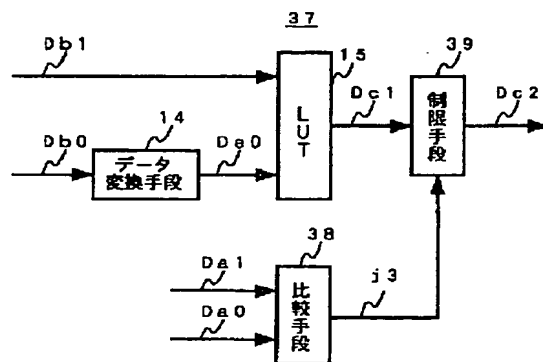 37
Db1
15
39
LUT
Dc1
制限手段
Dc2
14
Db0
データ
変換手段
Da0
38
Da1
比較手段
j3
Da0